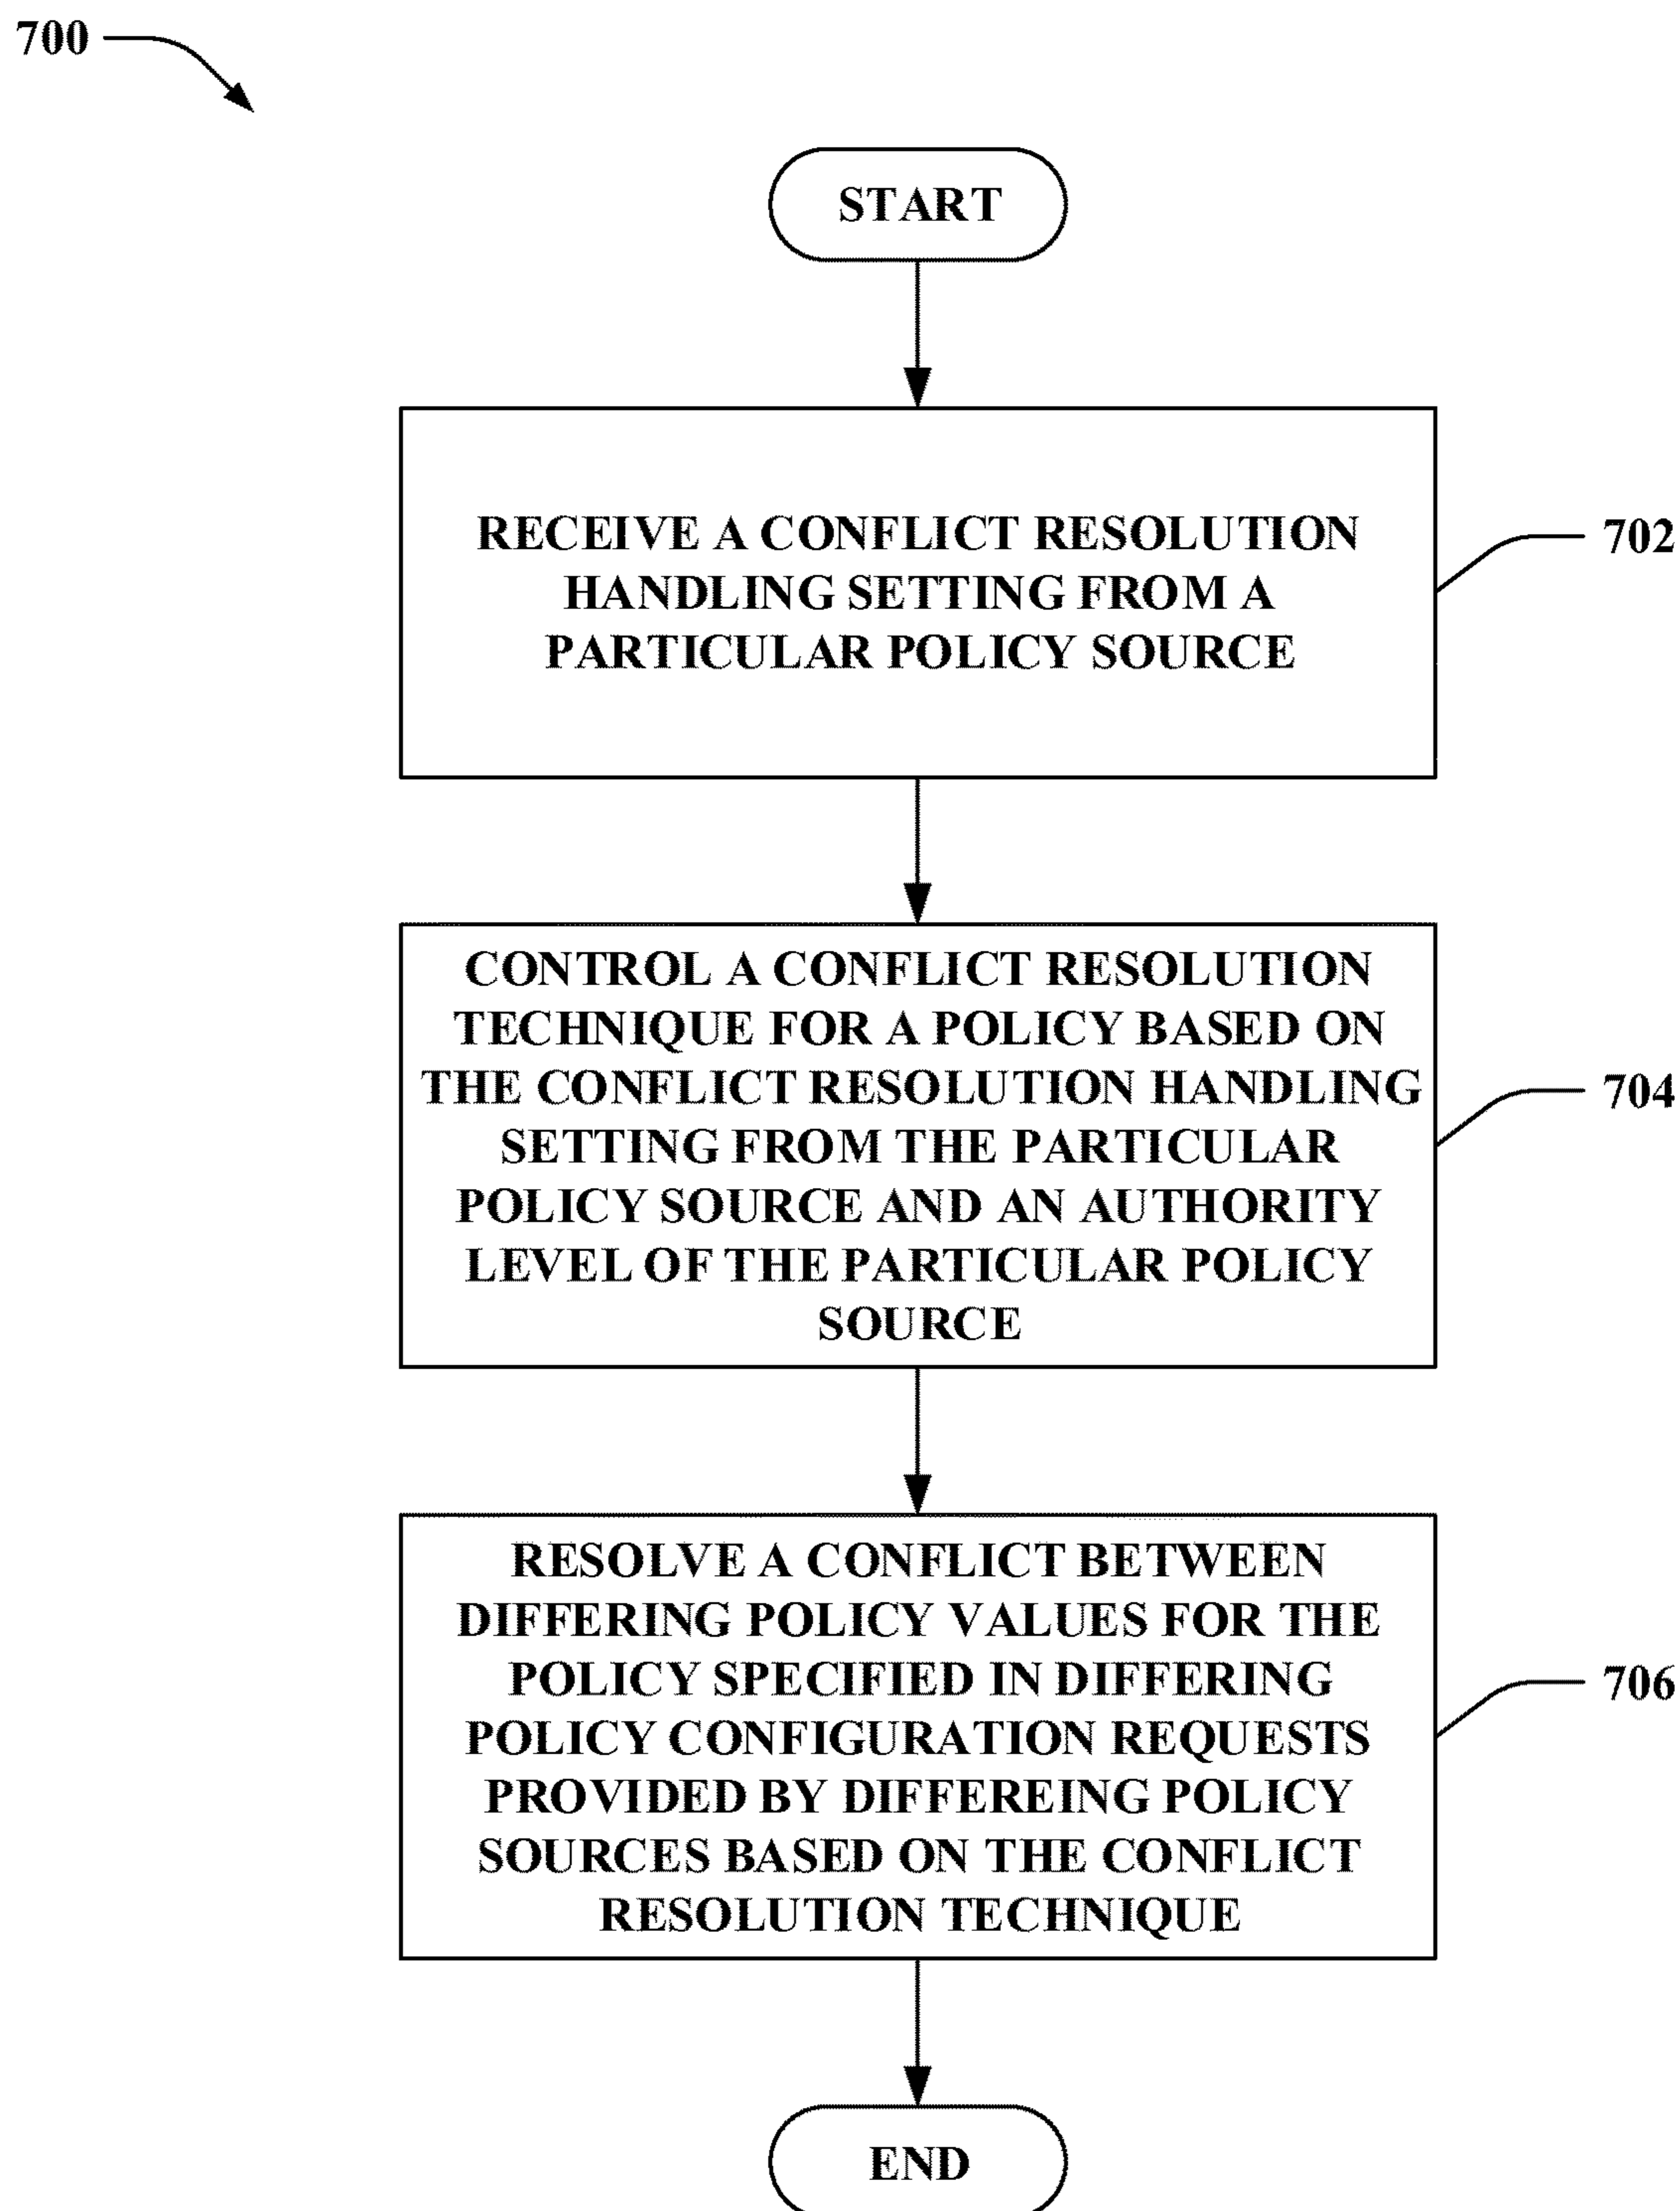 700
START
RECEIVE A CONFLICT RESOLUTION
HANDLING SETTING FROM A
PARTICULAR POLICY SOURCE
702
CONTROL A CONFLICT RESOLUTION
TECHNIQUE FOR A POLICY BASED ON
THE CONFLICT RESOLUTION HANDLING
SETTING FROM THE PARTICULAR
POLICY SOURCE AND AN AUTHORITY
LEVEL OF THE PARTICULAR POLICY
SOURCE
704
RESOLVE A CONFLICT BETWEEN
DIFFERING POLICY VALUES FOR THE
POLICY SPECIFIED IN DIFFERING
POLICY CONFIGURATION REQUESTS
PROVIDED BY DIFFEREING POLICY
SOURCES BASED ON THE CONFLICT
RESOLUTION TECHNIQUE
706
END